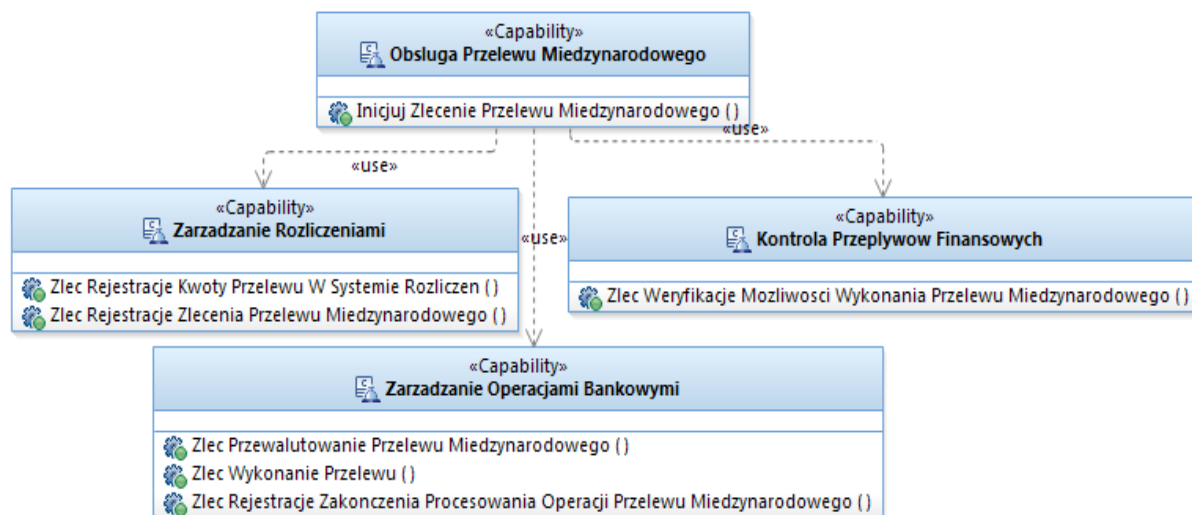 «Capability»
Obsluga Przelewu Miedzynarodowego
Inicjuj Zlecenie Przelewu Miedzynarodowego ( )
«use»
«use»
«use»
«Capability»
Zarzadzanie Rozliczeniami
Zlec Rejestracje Kwoty Przelewu W Systemie Rozliczen ( )
Zlec Rejestracje Zlecenia Przelewu Miedzynarodowego ( )
«Capability»
Kontrola Przeplywow Finansowych
Zlec Weryfikacje Mozliwosci Wykonania Przelewu Miedzynarodowego ( )
«Capability»
Zarzadzanie Operacjami Bankowymi
Zlec Przewalutowanie Przelewu Miedzynarodowego ( )
Zlec Wykonanie Przelewu ( )
Zlec Rejestracje Zakonczenia Procesowania Operacji Przelewu Miedzynarodowego ( )